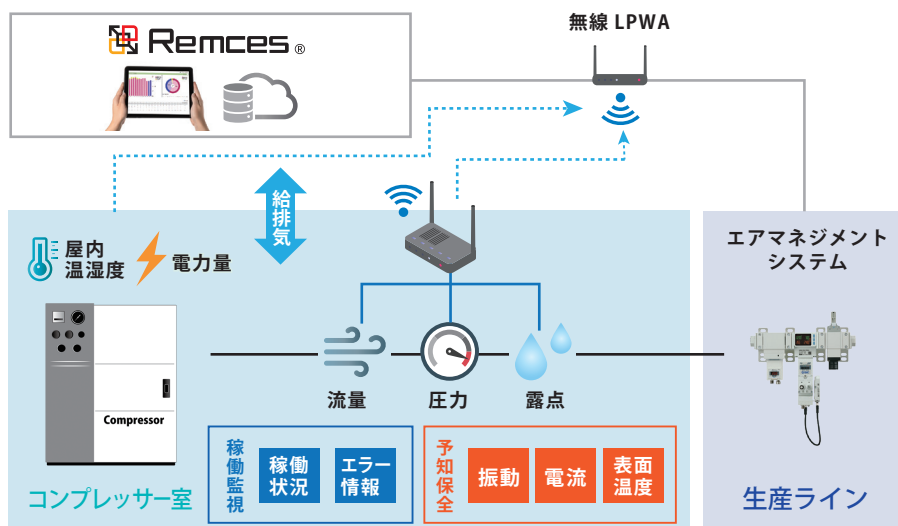 Remces®
無線 LPWA
給排気
屋内
温湿度
電力量
エアマネジメント
システム
Compressor
流量
圧力
露点
稼働監視
稼働
状況
エラー
情報
予知保全
振動
電流
表面
温度
コンプレッサー室
生産ライン